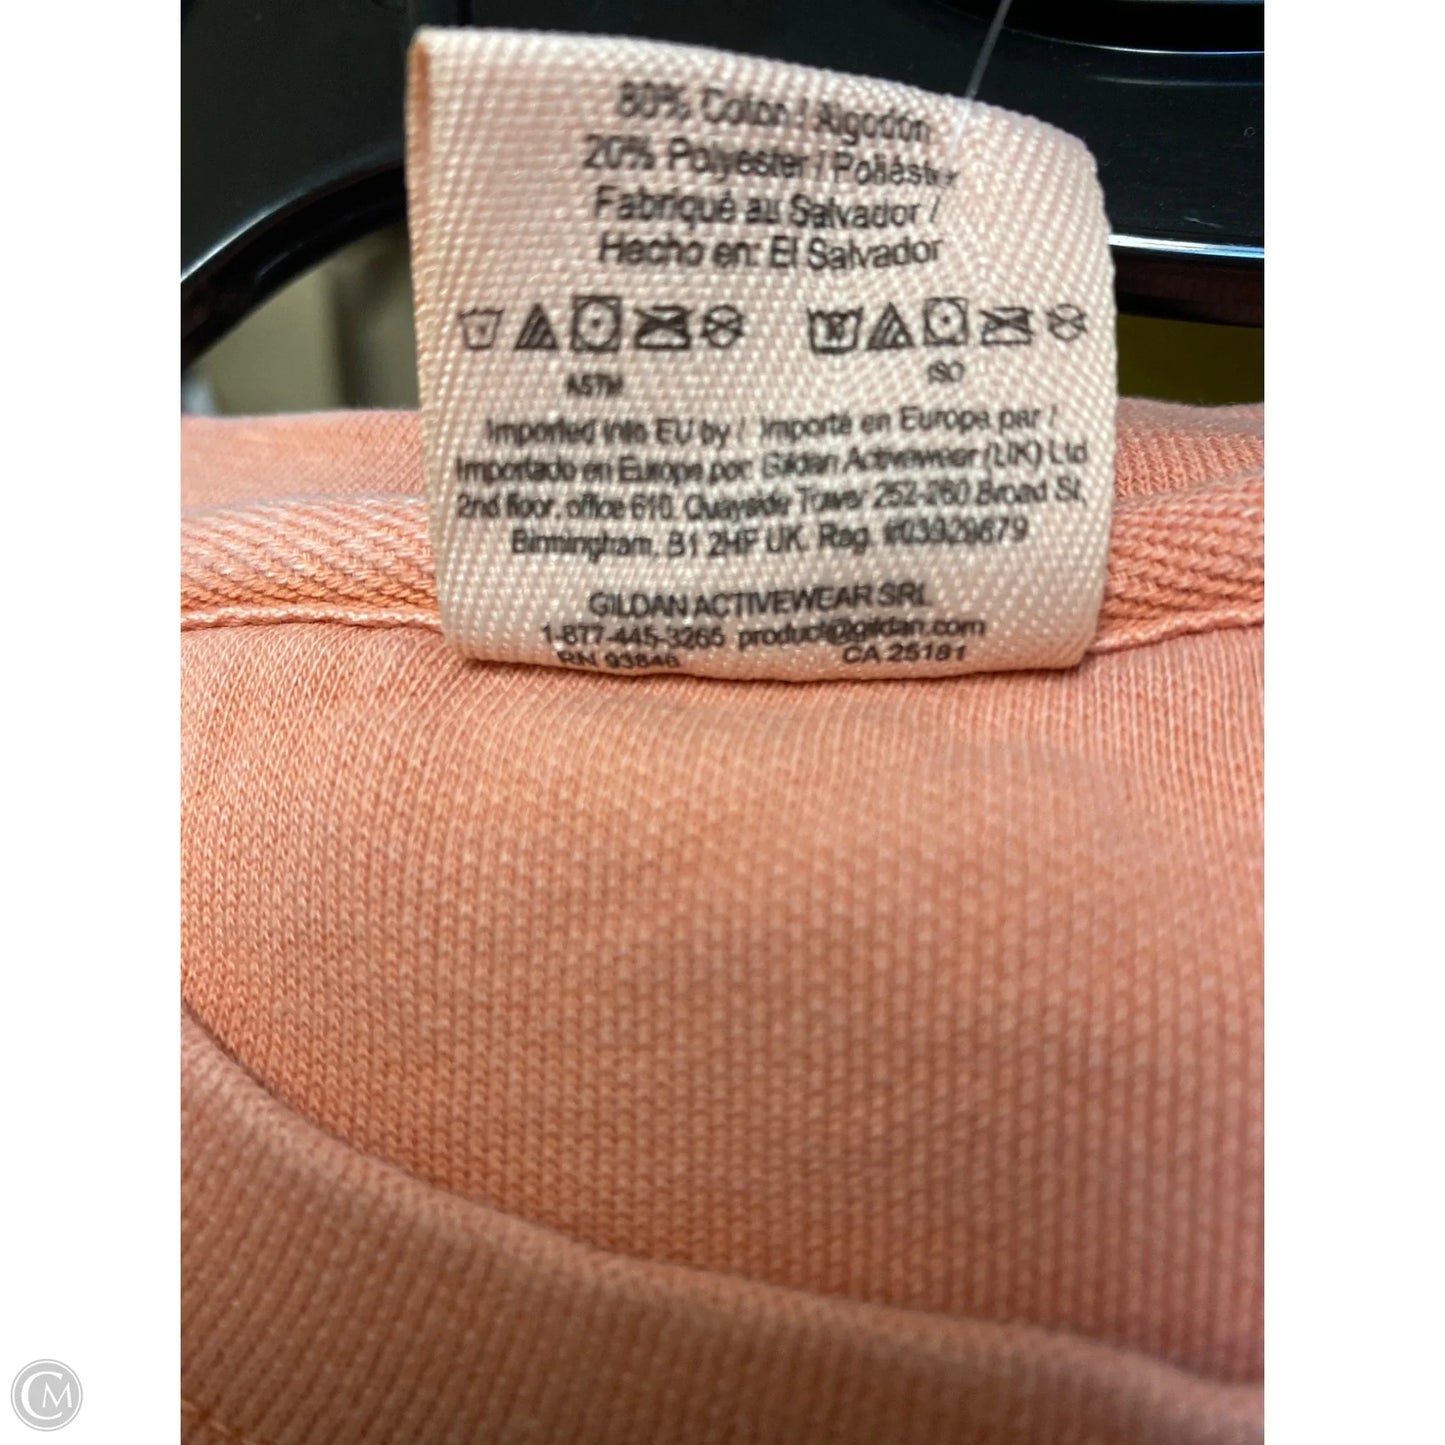 80% Cotton / Algodón
20% Polyester / Poliéster
Fabriqué au Salvador /
Hecho en: El Salvador
ASTM
ISO
Imported into EU by / Importé en Europe par /
Importado en Europa por: Gildan Activewear (UK) Ltd
2nd floor, office 610, Quayside Tower 252-260 Broad St,
Birmingham, B1 2HF UK. Reg. #03929679
GILDAN ACTIVEWEAR SRL
1-877-445-3265 product@gildan.com
RN 93846 CA 25181
CM